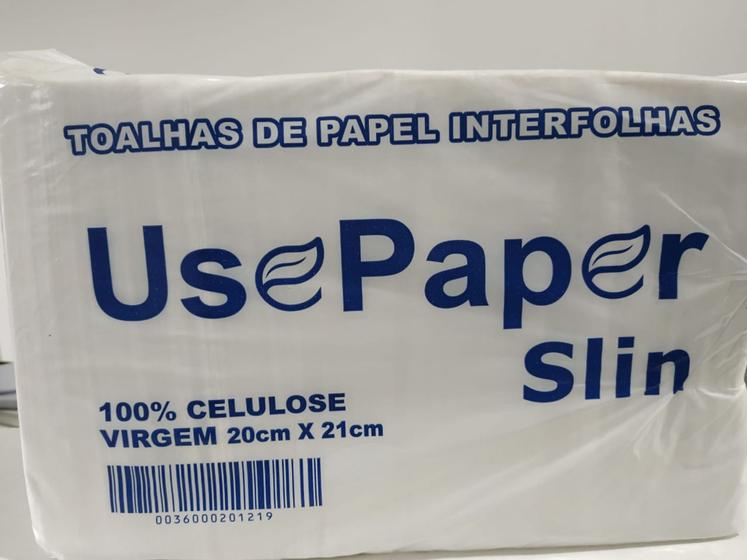 TOALHAS DE PAPEL INTERFOLHAS
UsePaper
Slin
100% CELULOSE
VIRGEM 20cm X 21cm
0036000201219